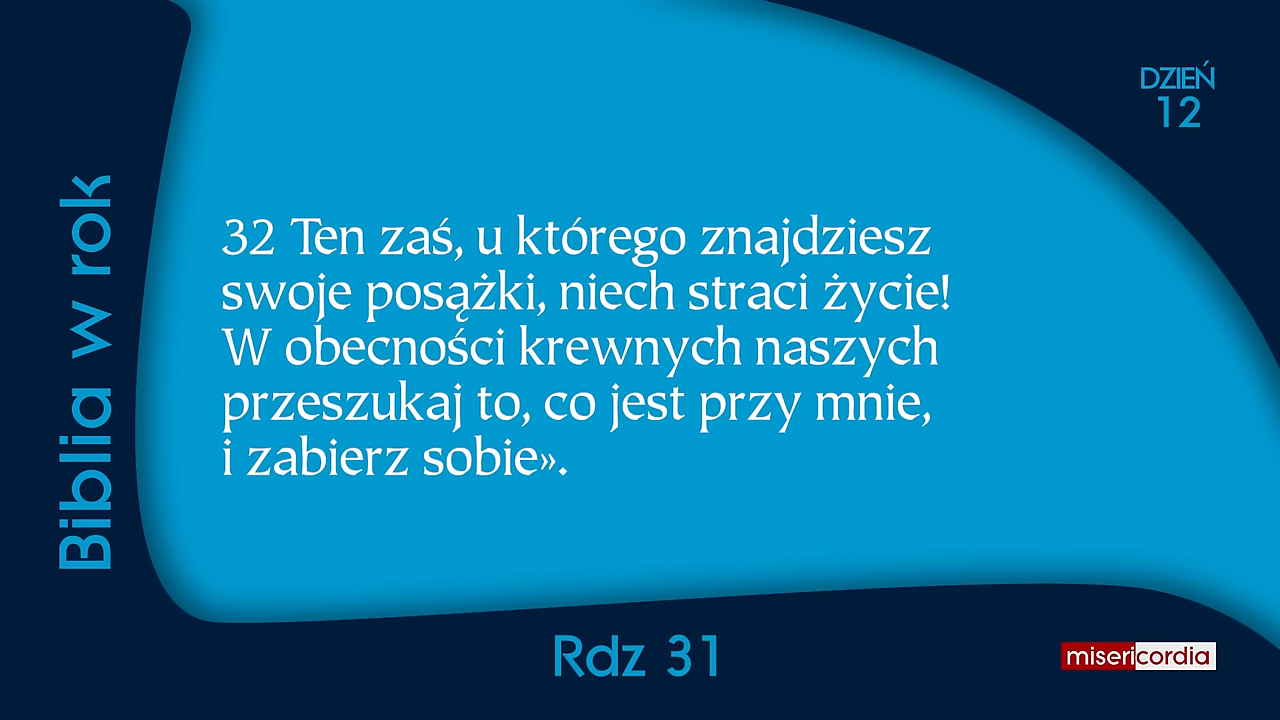 DZIEŃ
12
Biblia w rok
32 Ten zaś, u którego znajdziesz
swoje posążki, niech straci życie!
W obecności krewnych naszych
przeszukaj to, co jest przy mnie,
i zabierz sobie».
Rdz 31
misericordia